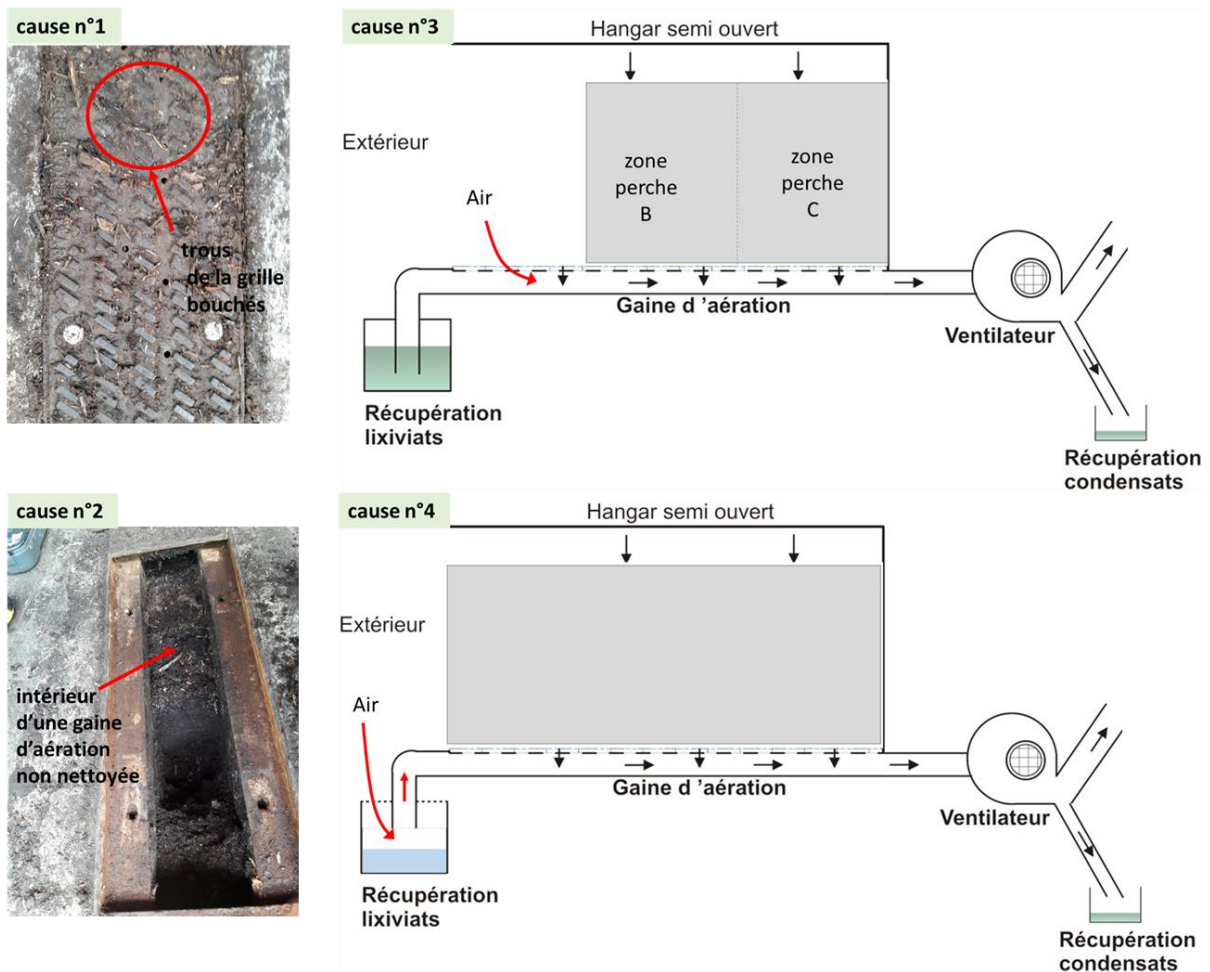 cause n°1
trous
de la grille
bouchés
cause n°3
Hangar semi ouvert
Extérieur
Air
zone
perche
B
zone
perche
C
Gaine d ’aération
Ventilateur
Récupération
lixiviats
Récupération
condensats
cause n°2
intérieur
d’une gaine
d’aération
non nettoyée
cause n°4
Hangar semi ouvert
Extérieur
Air
Gaine d ’aération
Ventilateur
Récupération
lixiviats
Récupération
condensats